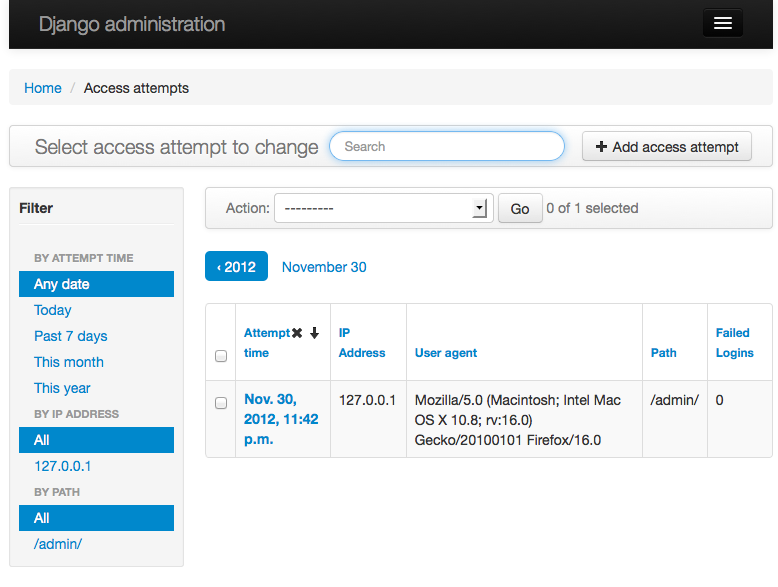 Django administration
Home / Access attempts
Select access attempt to change
Search
Add access attempt
Filter
BY ATTEMPT TIME
Any date
Today
Past 7 days
This month
This year
BY IP ADDRESS
All
127.0.0.1
BY PATH
All
/admin/
Action: --------- Go 0 of 1 selected
‹ 2012 November 30
Attempt time
IP Address
User agent
Path
Failed Logins
Nov. 30, 2012, 11:42 p.m.
127.0.0.1
Mozilla/5.0 (Macintosh; Intel Mac
OS X 10.8; rv:16.0)
Gecko/20100101 Firefox/16.0
/admin/
0